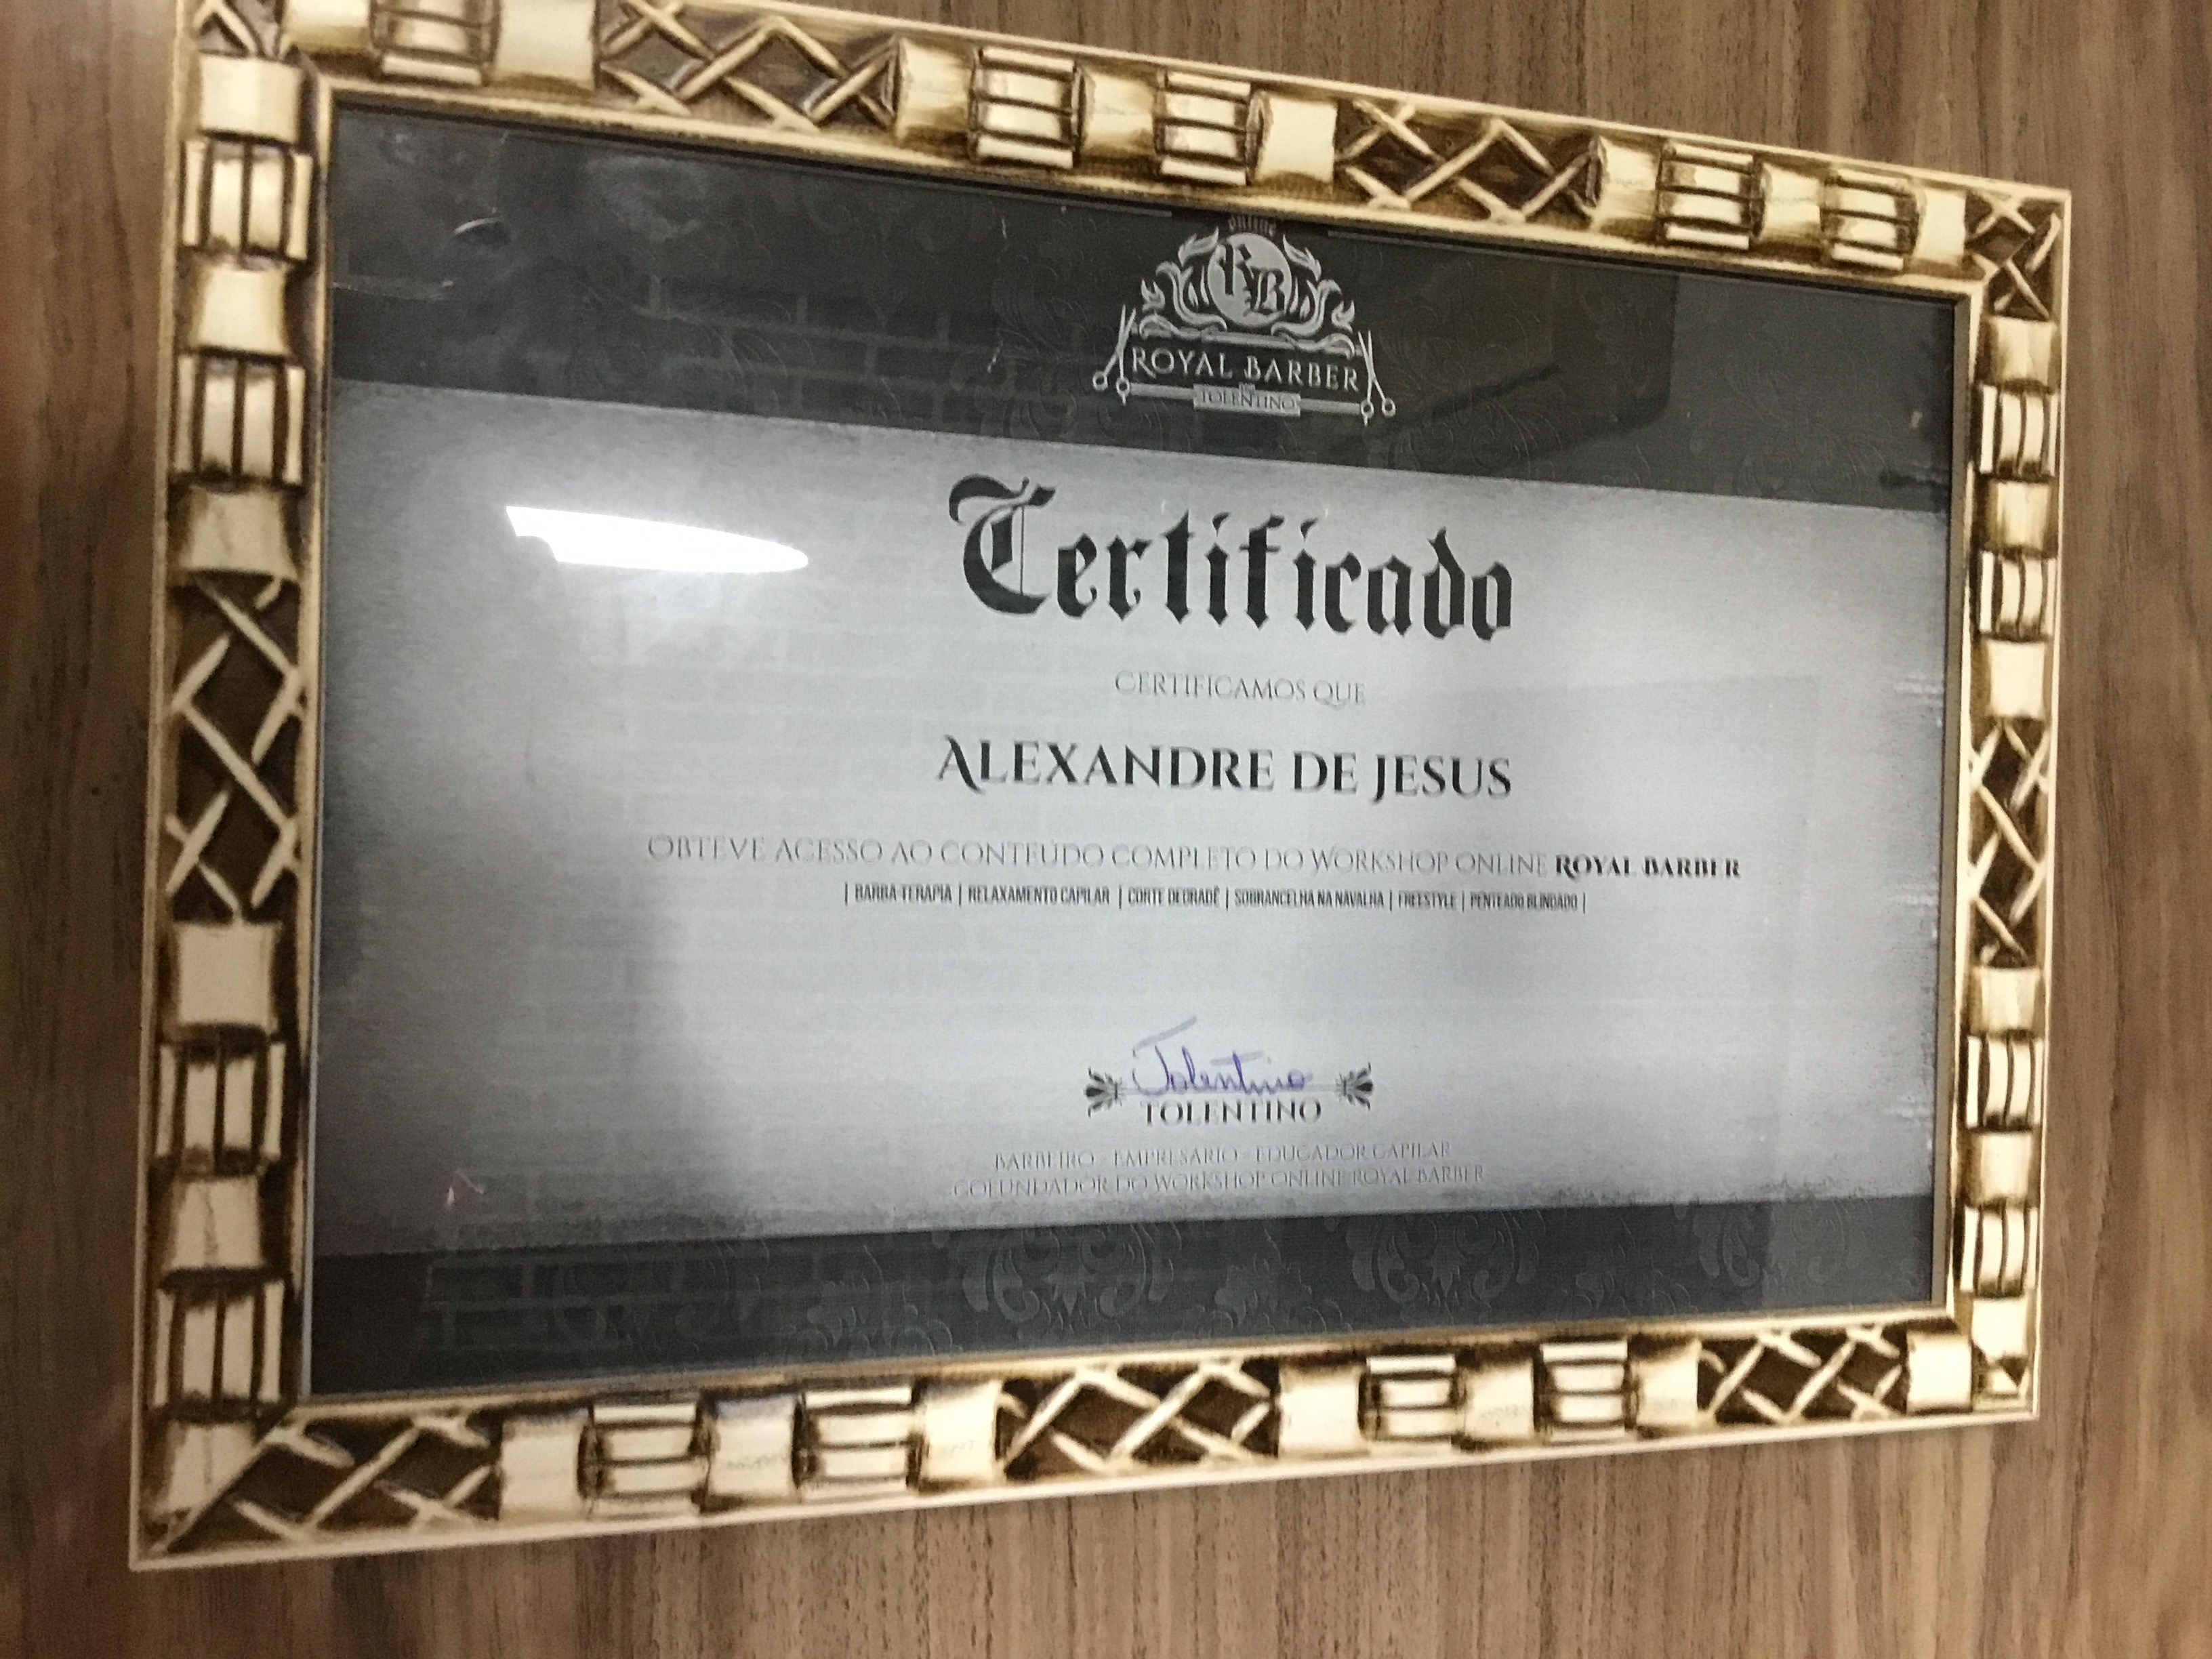 RB
ROYAL BARBER
TOLENTINO
Certificado
CERTIFICAMOS QUE
ALEXANDRE DE JESUS
OBTEVE ACESSO AO CONTEÚDO COMPLETO DO WORKSHOP ONLINE ROYAL BARBER
| BARBA-TERAPIA | RELAXAMENTO CAPILAR | CORTE DEGRADÊ | SOBRANCELHA NA NAVALHA | FREESTYLE | PENTEADO BLINDADO |
Tolentino
TOLENTINO
BARBEIRO - EMPRESÁRIO - EDUCADOR CAPILAR
COFUNDADOR DO WORKSHOP ONLINE ROYAL BARBER